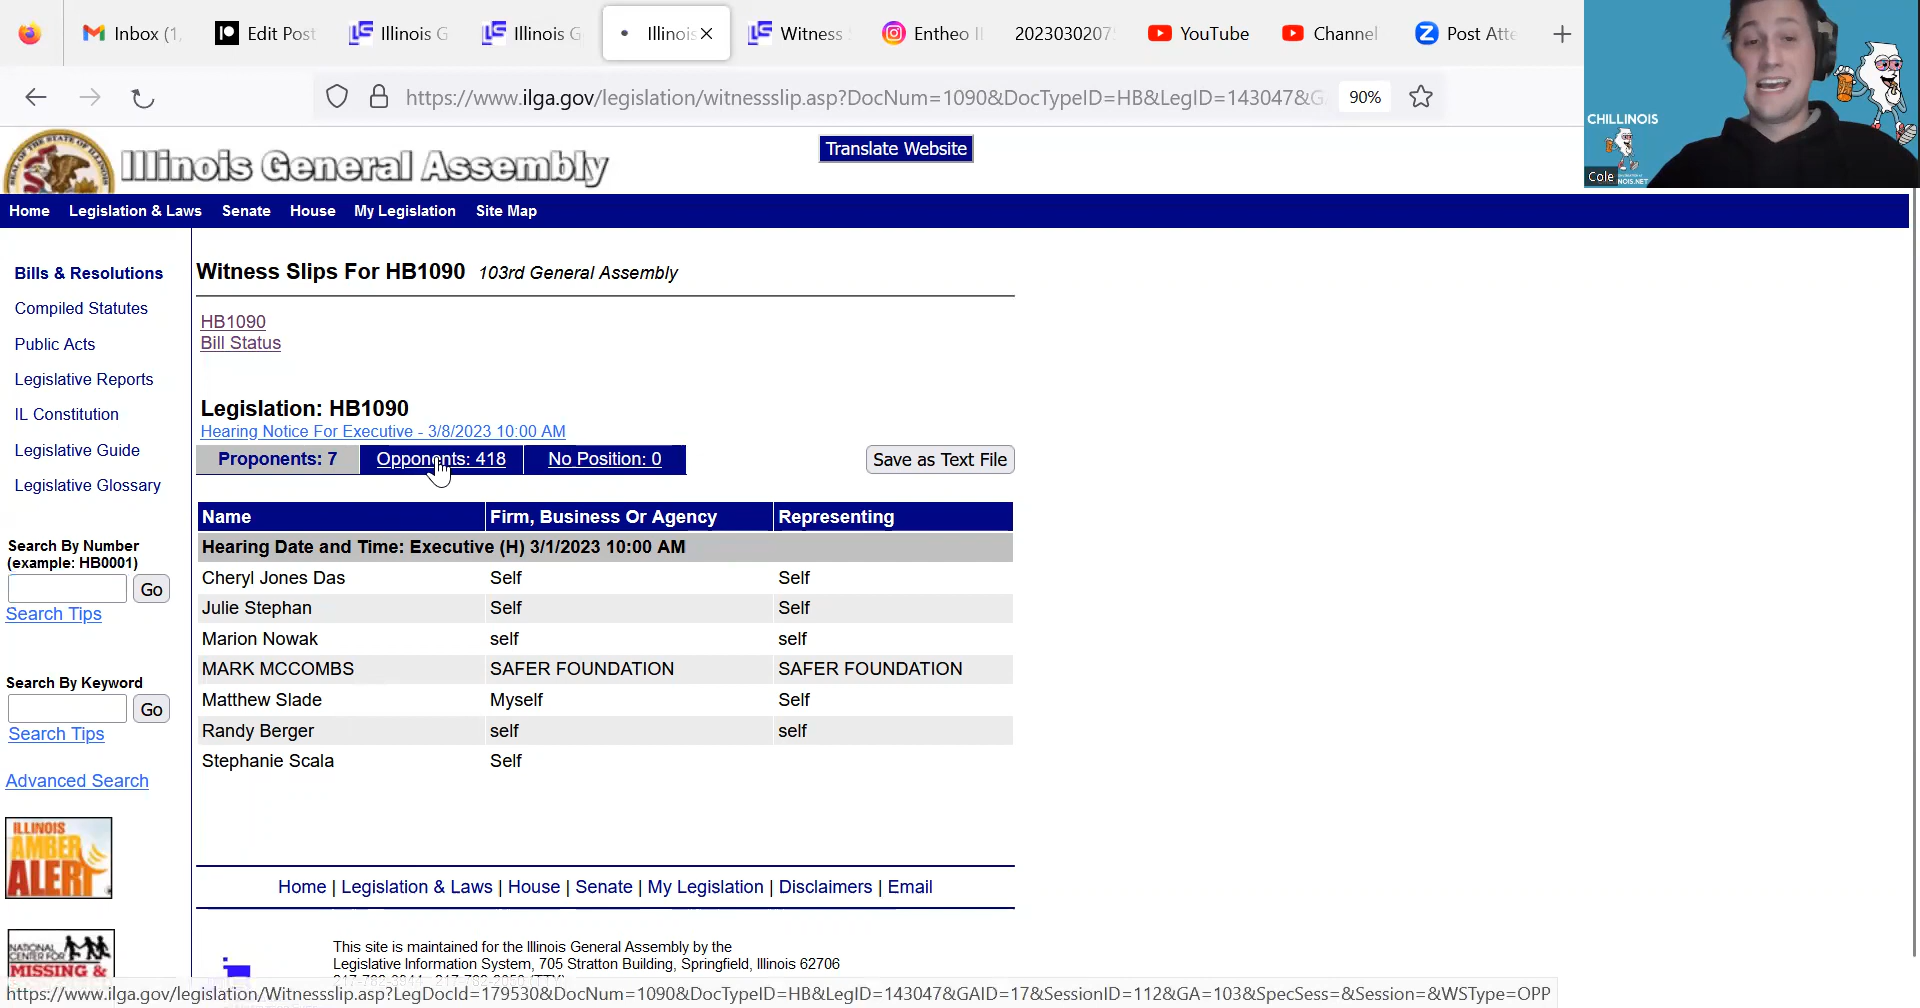 Inbox (1
Edit Post
Illinois G
Illinois G
Illinois
Witness S
Entheo Il
2023030207
YouTube
Channel
Post Atte
https://www.ilga.gov/legislation/witnessslip.asp?DocNum=1090&DocTypeID=HB&LegID=143047&G
90%
CHILLINOIS
Cole
Illinois General Assembly
Translate Website
Home Legislation & Laws Senate House My Legislation Site Map
Bills & Resolutions
Compiled Statutes
Public Acts
Legislative Reports
IL Constitution
Legislative Guide
Legislative Glossary
Search By Number
(example: HB0001)
Go
Search Tips
Search By Keyword
Go
Search Tips
Advanced Search
ILLINOIS
AMBER
ALERT
NATIONAL
CENTER FOR
MISSING &
Witness Slips For HB1090 103rd General Assembly
HB1090
Bill Status
Legislation: HB1090
Hearing Notice For Executive - 3/8/2023 10:00 AM
Proponents: 7 Opponents: 418 No Position: 0 Save as Text File
Name Firm, Business Or Agency Representing
Hearing Date and Time: Executive (H) 3/1/2023 10:00 AM
Cheryl Jones Das Self Self
Julie Stephan Self Self
Marion Nowak self self
MARK MCCOMBS SAFER FOUNDATION SAFER FOUNDATION
Matthew Slade Myself Self
Randy Berger self self
Stephanie Scala Self
Home | Legislation & Laws | House | Senate | My Legislation | Disclaimers | Email
This site is maintained for the Illinois General Assembly by the
Legislative Information System, 705 Stratton Building, Springfield, Illinois 62706
https://www.ilga.gov/legislation/Witnessslip.asp?LegDocId=179530&DocNum=1090&DocTypeID=HB&LegID=143047&GAID=17&SessionID=112&GA=103&SpecSess=&Session=&WSType=OPP